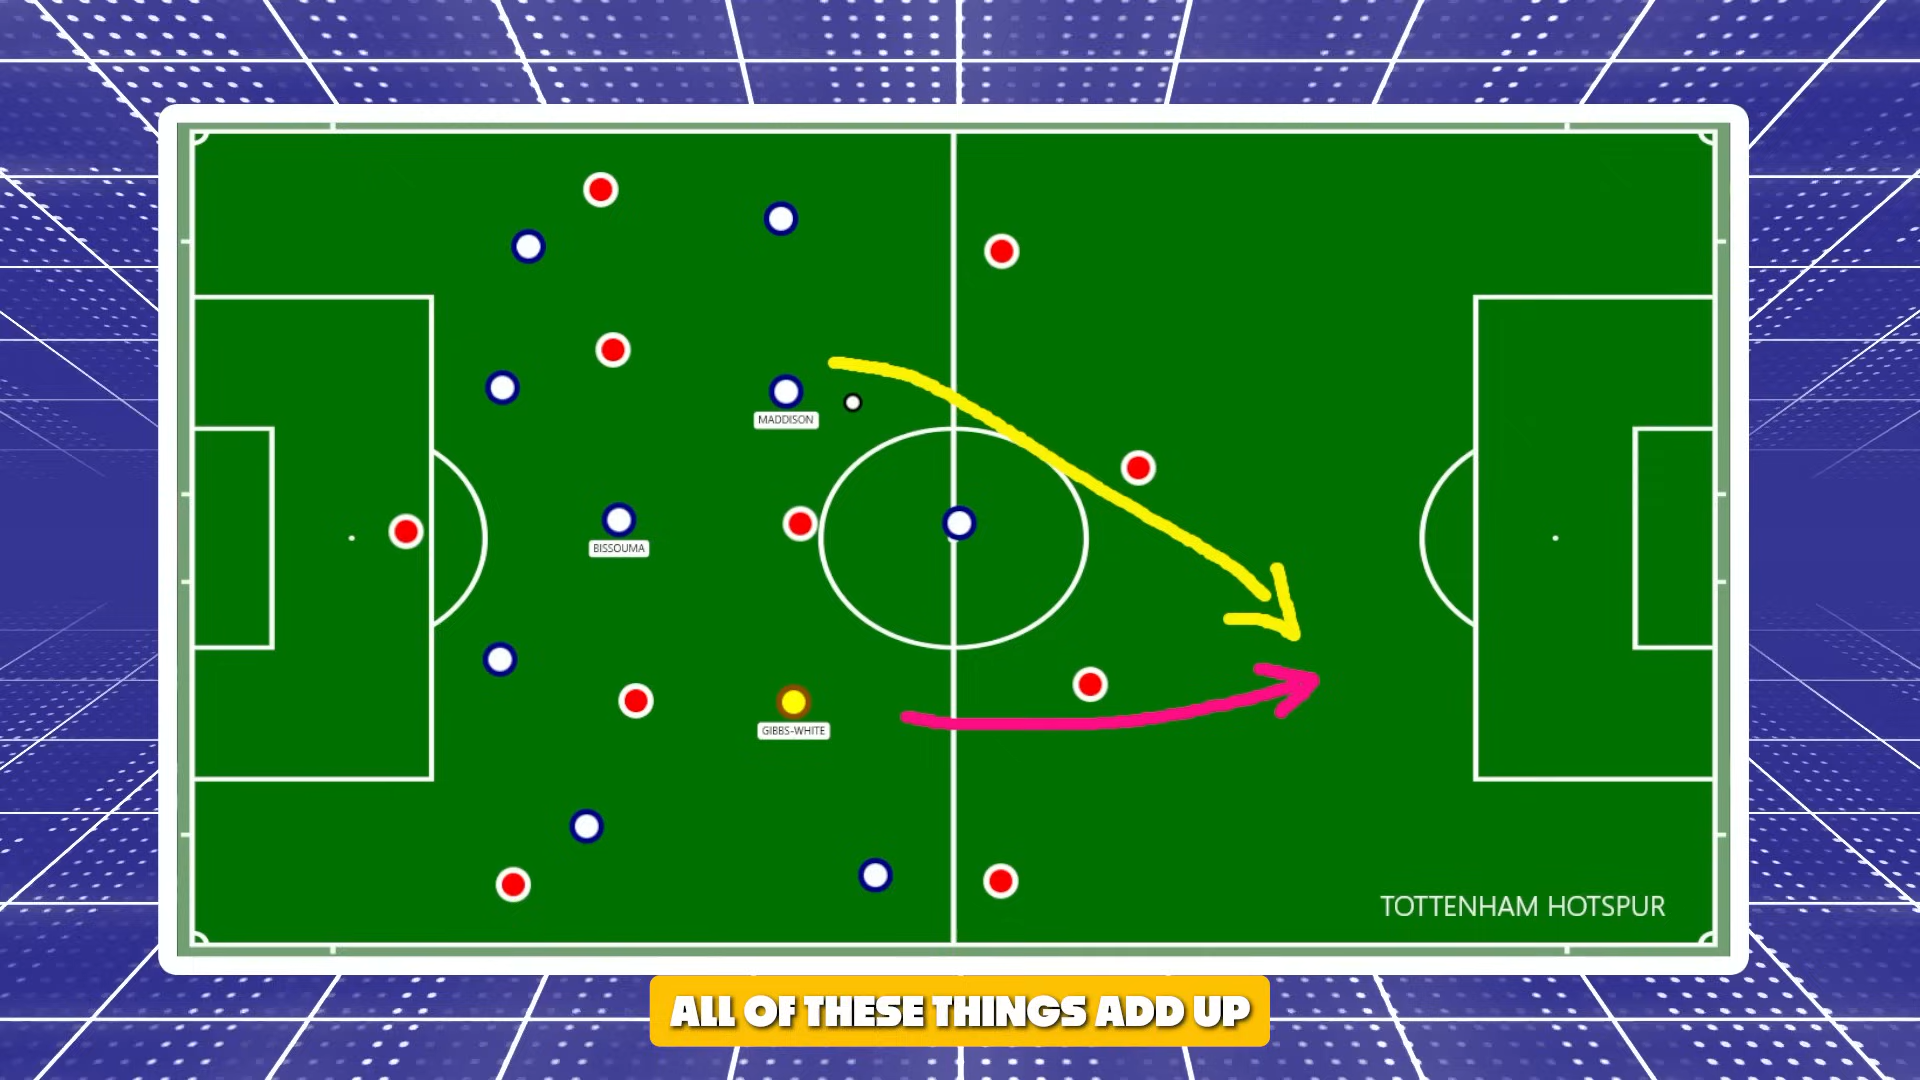 MADDISON
BISSOUMA
GIBBS-WHITE
TOTTENHAM HOTSPUR
ALL OF THESE THINGS ADD UP